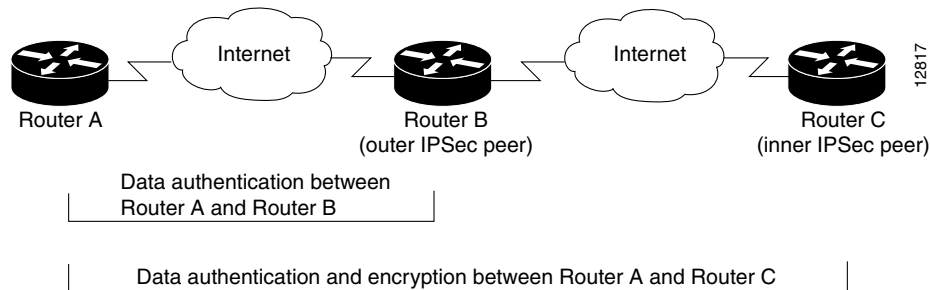 Internet
Internet
12817
Router A
Router B
(outer IPSec peer)
Router C
(inner IPSec peer)
Data authentication between
Router A and Router B
Data authentication and encryption between Router A and Router C